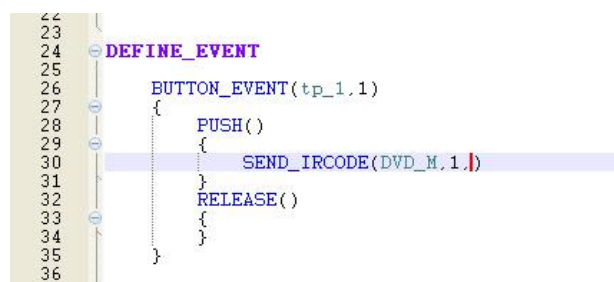 22
23
24 DEFINE_EVENT
25
26 BUTTON_EVENT(tp_1,1)
27 {
28 PUSH()
29 {
30 SEND_IRCODE(DVD_M,1,)
31 }
32 RELEASE()
33 {
34 }
35 }
36